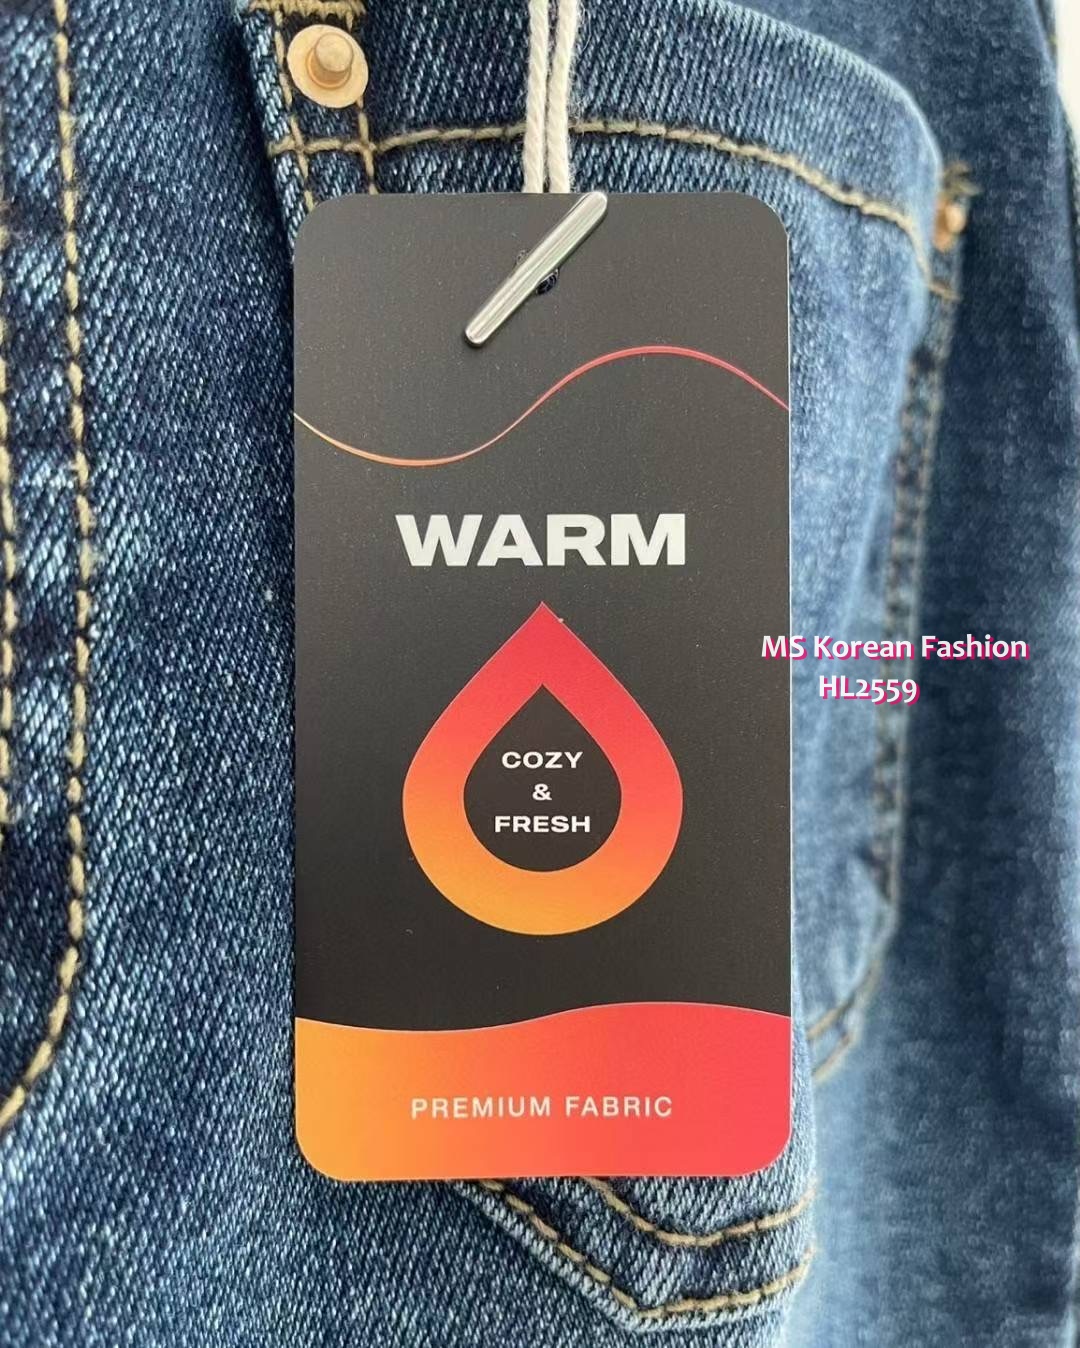 WARM
COZY
&
FRESH
MS Korean Fashion
HL2559
PREMIUM FABRIC